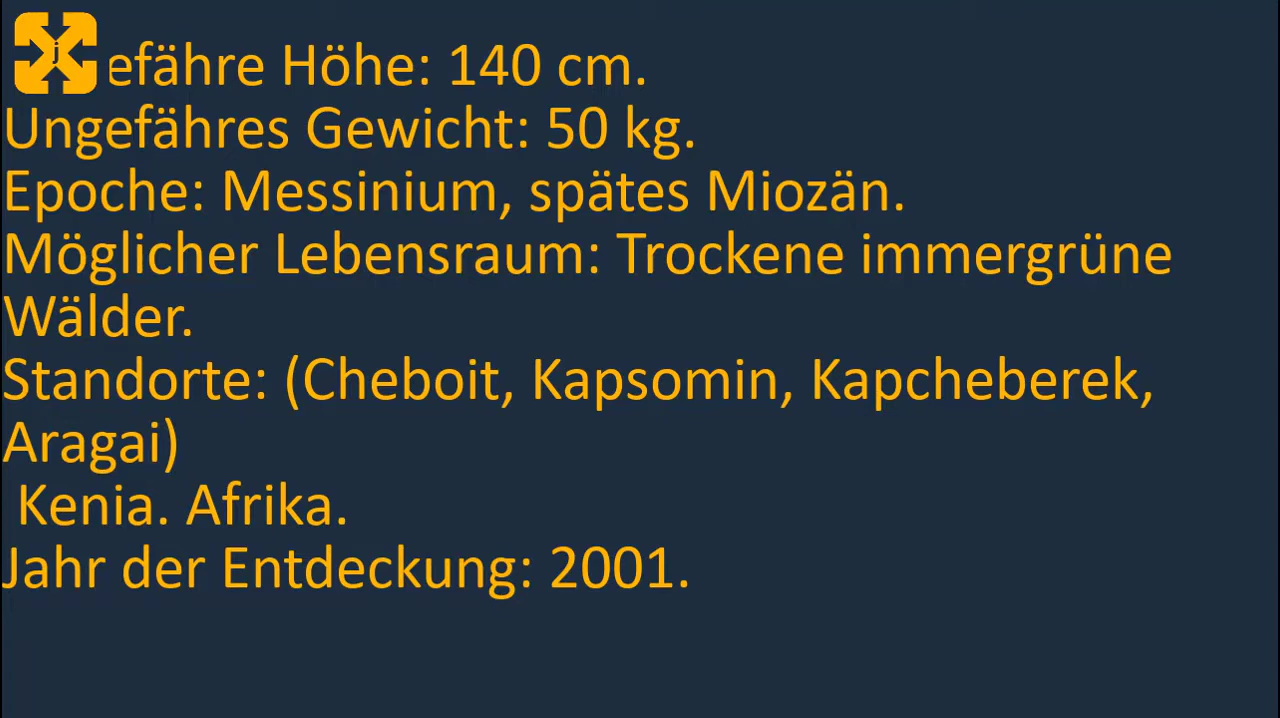 j
efähre Höhe: 140 cm.
Ungefähres Gewicht: 50 kg.
Epoche: Messinium, spätes Miozän.
Möglicher Lebensraum: Trockene immergrüne
Wälder.
Standorte: (Cheboit, Kapsomin, Kapcheberek,
Aragai)
Kenia. Afrika.
Jahr der Entdeckung: 2001.